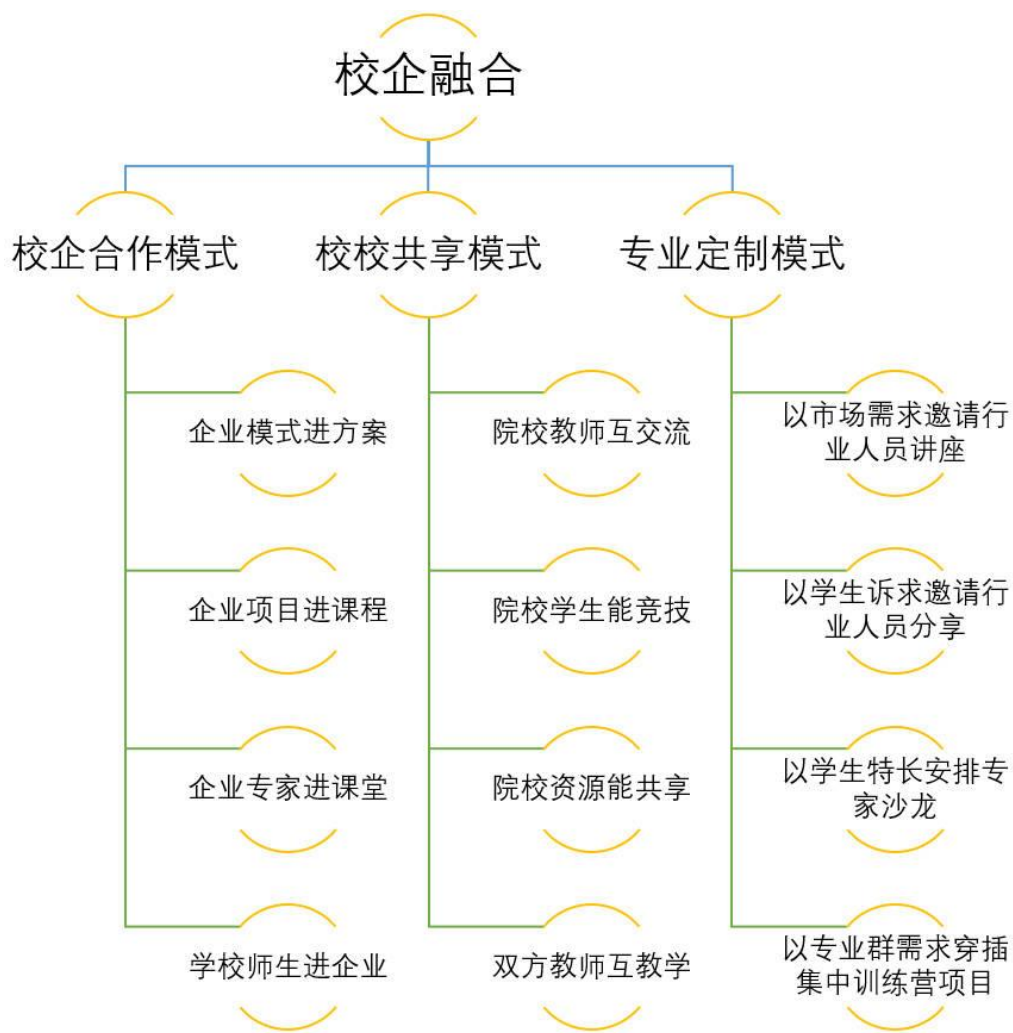 校企融合
校企合作模式
校校共享模式
专业定制模式
企业模式进方案
企业项目进课程
企业专家进课堂
学校师生进企业
院校教师互交流
院校学生能竞技
院校资源能共享
双方教师互教学
以市场需求邀请行
业人员讲座
以学生诉求邀请行
业人员分享
以学生特长安排专
家沙龙
以专业群需求穿插
集中训练营项目